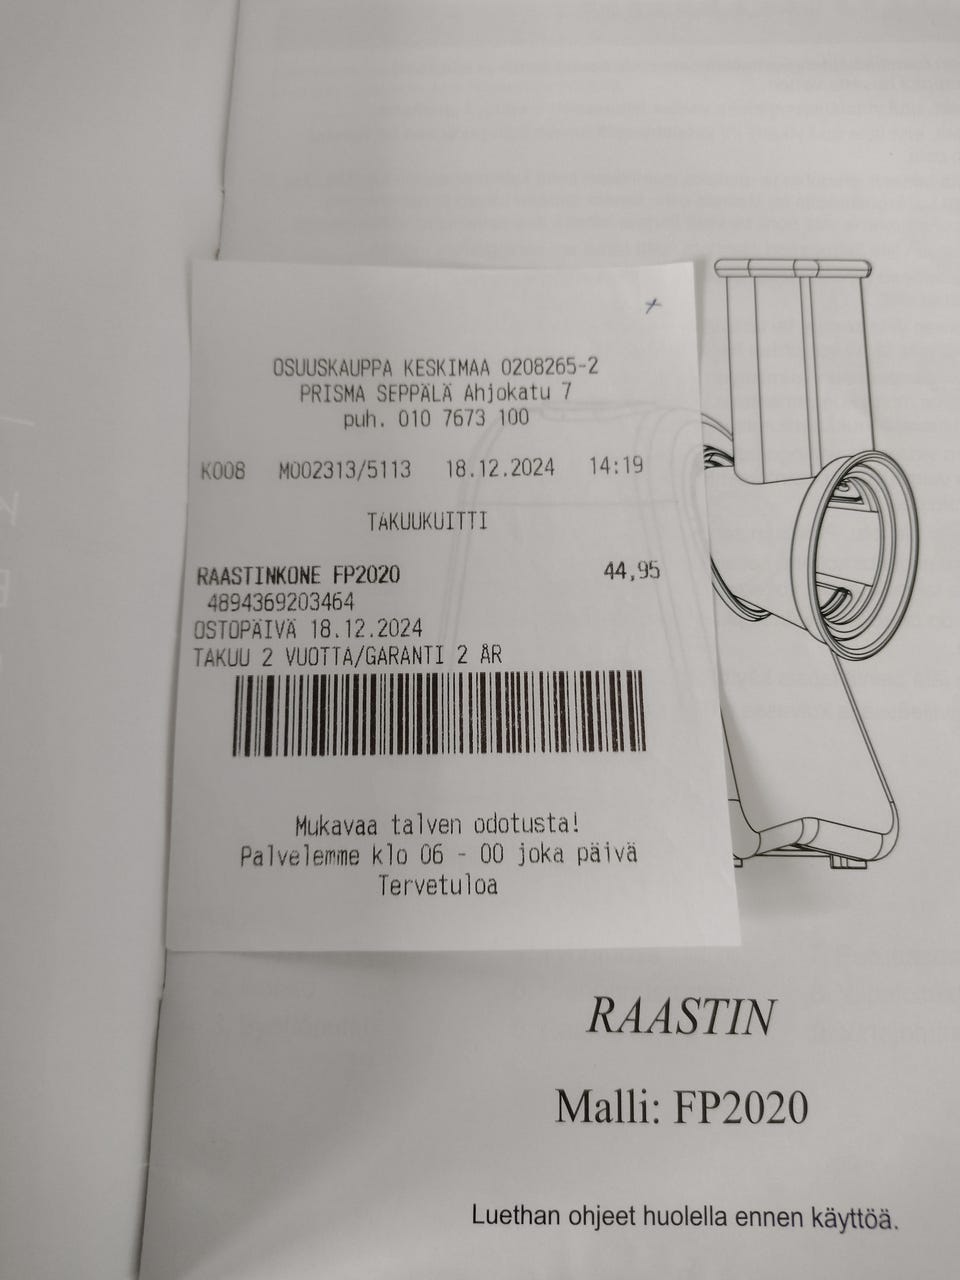 OSUUSKAUPPA KESKIMAA 0208265-2
PRISMA SEPPÄLÄ Ahjokatu 7
puh. 010 7673 100
K008 M002313/5113 18.12.2024 14:19
TAKUUKUITTI
RAASTINKONE FP2020 44,95
4894369203464
OSTOPÄIVÄ 18.12.2024
TAKUU 2 VUOTTA/GARANTI 2 ÅR
Mukavaa talven odotusta!
Palvelemme klo 06 - 00 joka päivä
Tervetuloa
RAASTIN
Malli: FP2020
Luethan ohjeet huolella ennen käyttöä.